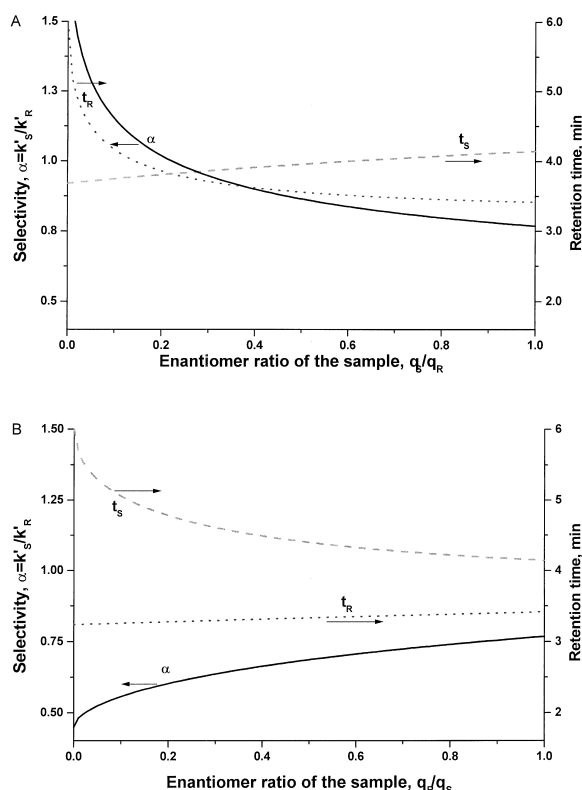 A
1.5
1.3
1.0
0.8
0.5
6.0
5.0
4.0
3.0
2.0
0.0 0.2 0.4 0.6 0.8 1.0
Selectivity, α=k'S/k'R
Retention time, min
tR
α
tS
Enantiomer ratio of the sample, qS/qR
B
1.50
1.25
1.00
0.75
0.50
6
5
4
3
2
0.0 0.2 0.4 0.6 0.8 1.0
Selectivity, α=k'S/k'R
Retention time, min
tS
tR
α
Enantiomer ratio of the sample,